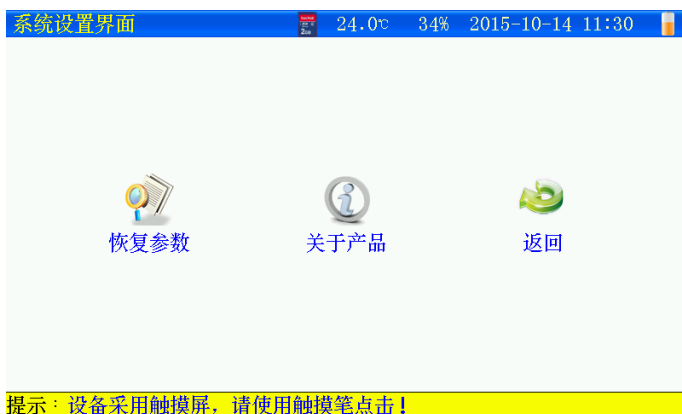 系统设置界面 24.0℃ 34% 2015-10-14 11:30
恢复参数 关于产品 返回
提示：设备采用触摸屏，请使用触摸笔点击！